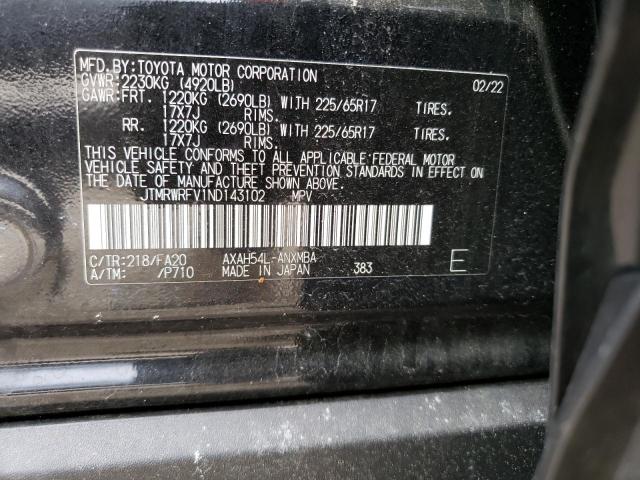 MFD. BY:TOYOTA MOTOR CORPORATION 02/22
GVWR:2230KG (4920LB)
GAWR:FRT. 1220KG (2690LB) WITH 225/65R17 TIRES.
17X7J RIMS.
RR. 1220KG (2690LB) WITH 225/65R17 TIRES.
17X7J RIMS.
THIS VEHICLE CONFORMS TO ALL APPLICABLE FEDERAL MOTOR
VEHICLE SAFETY AND THEFT PREVENTION STANDARDS IN EFFECT ON
THE DATE OF MANUFACTURE SHOWN ABOVE.
JTMRWRFV1ND143102 MPV
C/TR:218/FA20 AXAH54L-ANXMBA
A/TM: /P710 MADE IN JAPAN 383 E